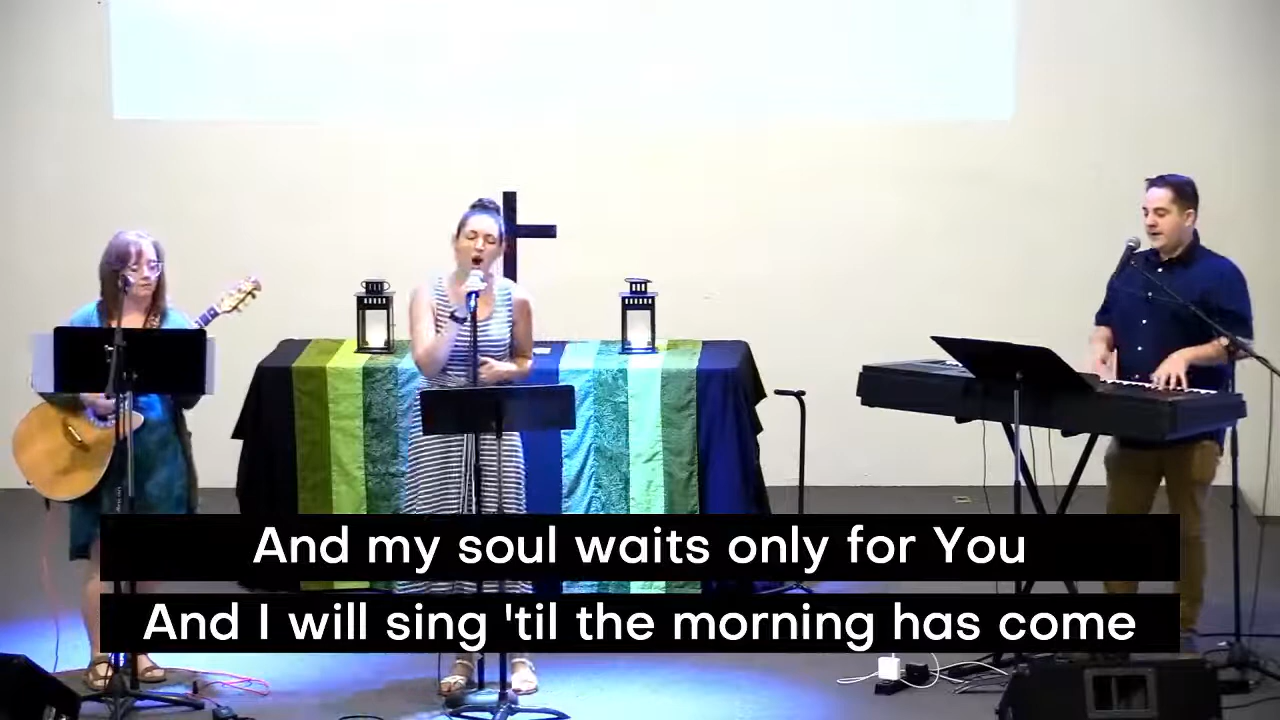 And my soul waits only for You
And I will sing 'til the morning has come